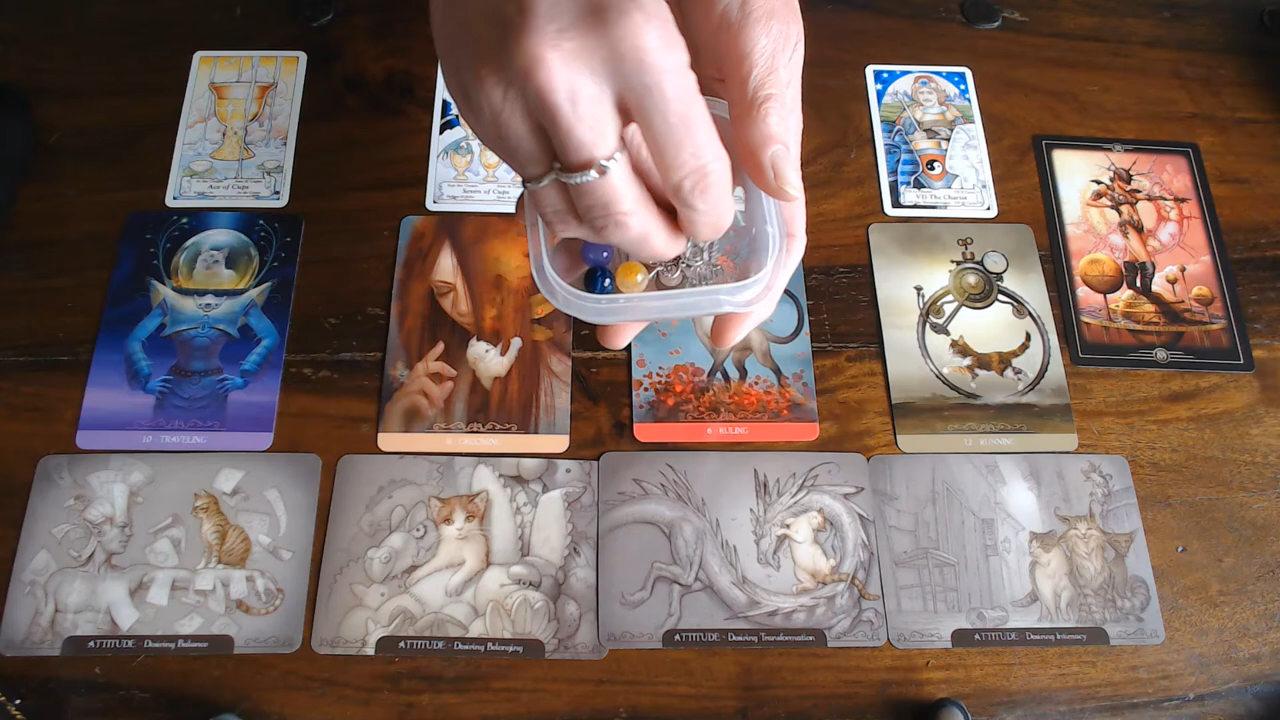 Ace of Cups
Seven of Cups
VII The Chariot
10 · TRAVELING
GROOMING
6 · RULING
12 · RUNNING
ATTITUDE - Desiring Balance
ATTITUDE - Desiring Belonging
ATTITUDE - Desiring Transformation
ATTITUDE - Desiring Intimacy